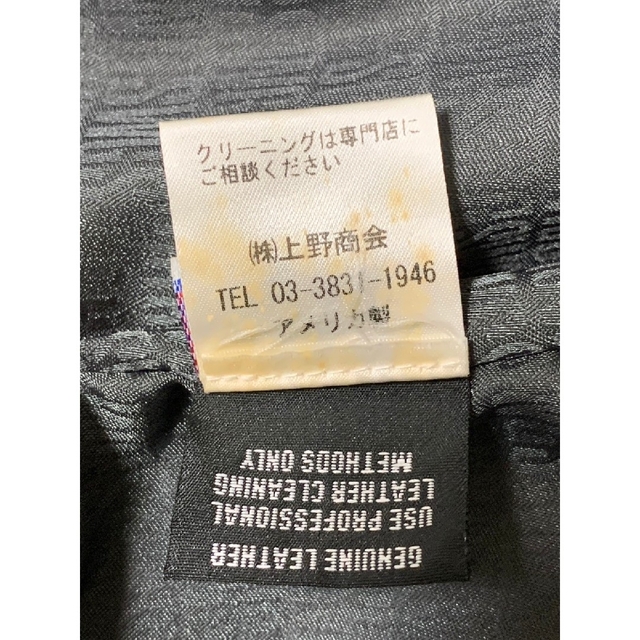 クリーニングは専門店に
ご相談ください
㈱上野商会
TEL 03-3831-1946
アメリカ製
GENUINE LEATHER
USE PROFESSIONAL
LEATHER CLEANING
METHODS ONLY